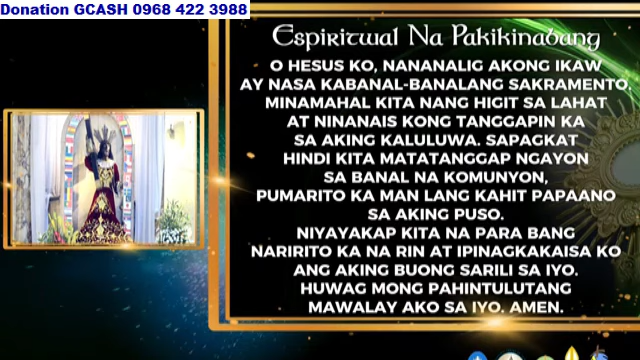 Donation GCASH 0968 422 3988
Espiritwal Na Pakikinabang
O HESUS KO, NANANALIG AKONG IKAW
AY NASA KABANAL-BANALANG SAKRAMENTO.
MINAMAHAL KITA NANG HIGIT SA LAHAT
AT NINANAIS KONG TANGGAPIN KA
SA AKING KALULUWA. SAPAGKAT
HINDI KITA MATATANGGAP NGAYON
SA BANAL NA KOMUNYON,
PUMARITO KA MAN LANG KAHIT PAPAANO
SA AKING PUSO.
NIYAYAKAP KITA NA PARA BANG
NARIRITO KA NA RIN AT IPINAGKAKAISA KO
ANG AKING BUONG SARILI SA IYO.
HUWAG MONG PAHINTULUTANG
MAWALAY AKO SA IYO. AMEN.